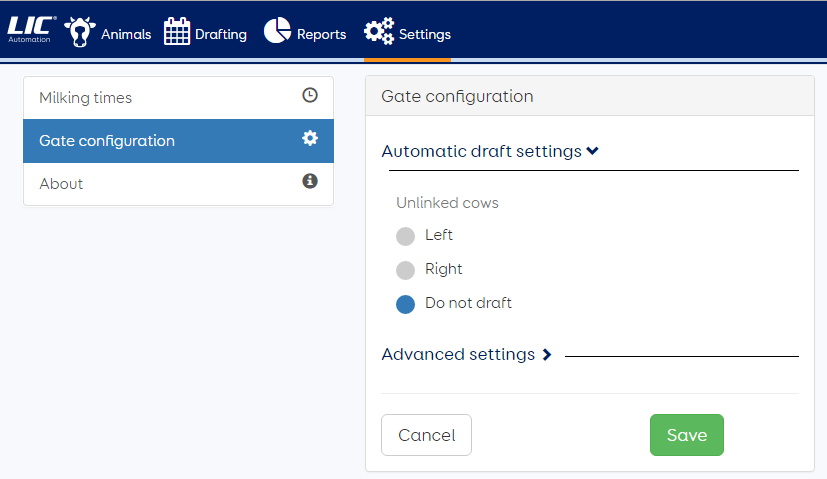 LIC®
Automation
Animals
Drafting
Reports
Settings
Milking times
Gate configuration
About
Gate configuration
Automatic draft settings
Unlinked cows
Left
Right
Do not draft
Advanced settings
Cancel
Save